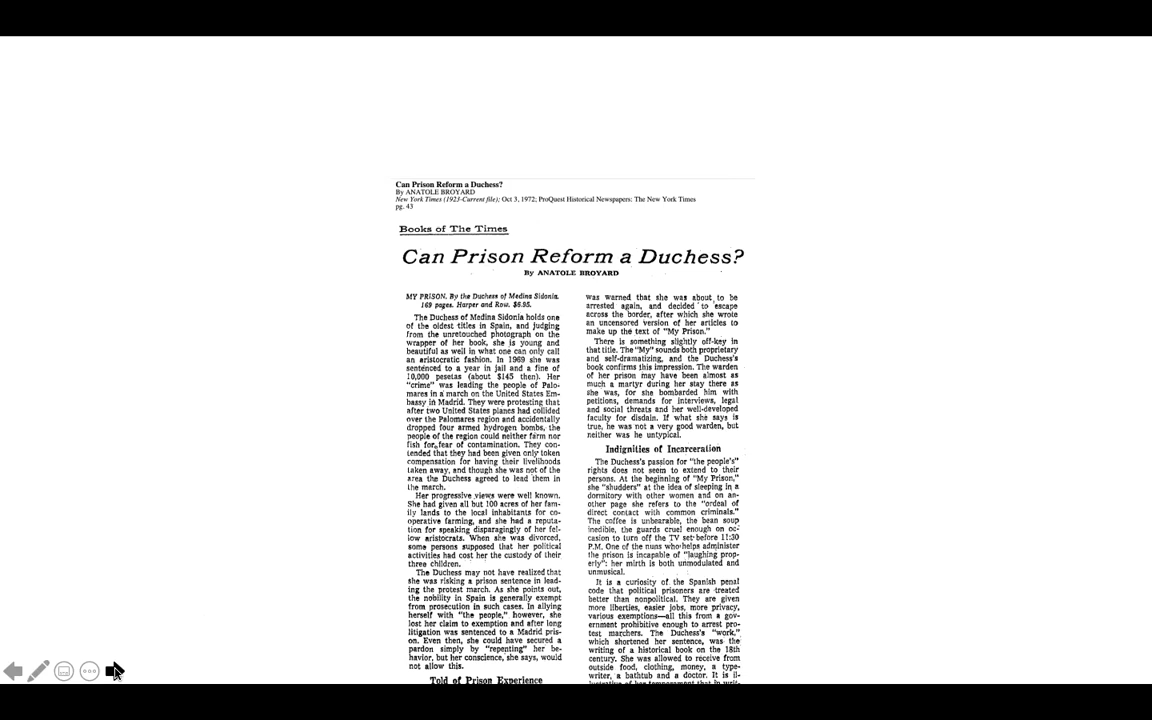 Can Prison Reform a Duchess?
By ANATOLE BROYARD
New York Times (1923-Current file); Oct 3, 1972; ProQuest Historical Newspapers: The New York Times
pg. 43
Books of The Times
Can Prison Reform a Duchess?
By ANATOLE BROYARD
MY PRISON. By the Duchess of Medina Sidonia.
169 pages. Harper and Row. $6.95.
The Duchess of Medina Sidonia holds one
of the oldest titles in Spain, and judging
from the unretouched photograph on the
wrapper of her book, she is young and
beautiful as well in what one can only call
an aristocratic fashion. In 1969 she was
sentenced to a year in jail and a fine of
10,000 pesetas (about $145 then). Her
"crime" was leading the people of Palo-
mares in a march on the United States Em-
bassy in Madrid. They were protesting that
after two United States planes had collided
over the Palomares region and accidentally
dropped four armed hydrogen bombs, the
people of the region could neither farm nor
fish for fear of contamination. They con-
tended that they had been given only token
compensation for having their livelihoods
taken away, and though she was not of the
area the Duchess agreed to lead them in
the march.
Her progressive views were well known.
She had given all but 100 acres of her fam-
ily lands to the local inhabitants for co-
operative farming, and she had a reputa-
tion for speaking disparagingly of her fel-
low aristocrats. When she was divorced,
some persons supposed that her political
activities had cost her the custody of their
three children.
The Duchess may not have realized that
she was risking a prison sentence in lead-
ing the protest march. As she points out,
the nobility in Spain is generally exempt
from prosecution in such cases. In allying
herself with "the people," however, she
lost her claim to exemption and after long
litigation was sentenced to a Madrid pris-
on. Even then, she could have secured a
pardon simply by "repenting" her be-
havior, but her conscience, she says, would
not allow this.
Told of Prison Experience
was warned that she was about to be
arrested again, and decided to escape
across the border, after which she wrote
an uncensored version of her articles to
make up the text of "My Prison."
There is something slightly off-key in
that title. The "My" sounds both proprietary
and self-dramatizing, and the Duchess's
book confirms this impression. The warden
of her prison may have been almost as
much a martyr during her stay there as
she was, for she bombarded him with
petitions, demands for interviews, legal
and social threats and her well-developed
faculty for disdain. If what she says is
true, he was not a very good warden, but
neither was he untypical.
Indignities of Incarceration
The Duchess's passion for "the people's"
rights does not seem to extend to their
persons. At the beginning of "My Prison,"
she "shudders" at the idea of sleeping in a
dormitory with other women and on an-
other page she refers to the "ordeal of
direct contact with common criminals."
The coffee is unbearable, the bean soup
inedible, the guards cruel enough on oc-
casion to turn off the TV set before 11:30
P.M. One of the nuns who helps administer
the prison is incapable of "laughing prop-
erly": her mirth is both unmodulated and
unmusical.
It is a curiosity of the Spanish penal
code that political prisoners are treated
better than nonpolitical. They are given
more liberties, easier jobs, more privacy,
various exemptions—all this from a gov-
ernment prohibitive enough to arrest pro-
test marchers. The Duchess's "work,"
which shortened her sentence, was the
writing of a historical book on the 18th
century. She was allowed to receive from
outside food, clothing, money, a type-
writer, a bathtub and a doctor. It is il-